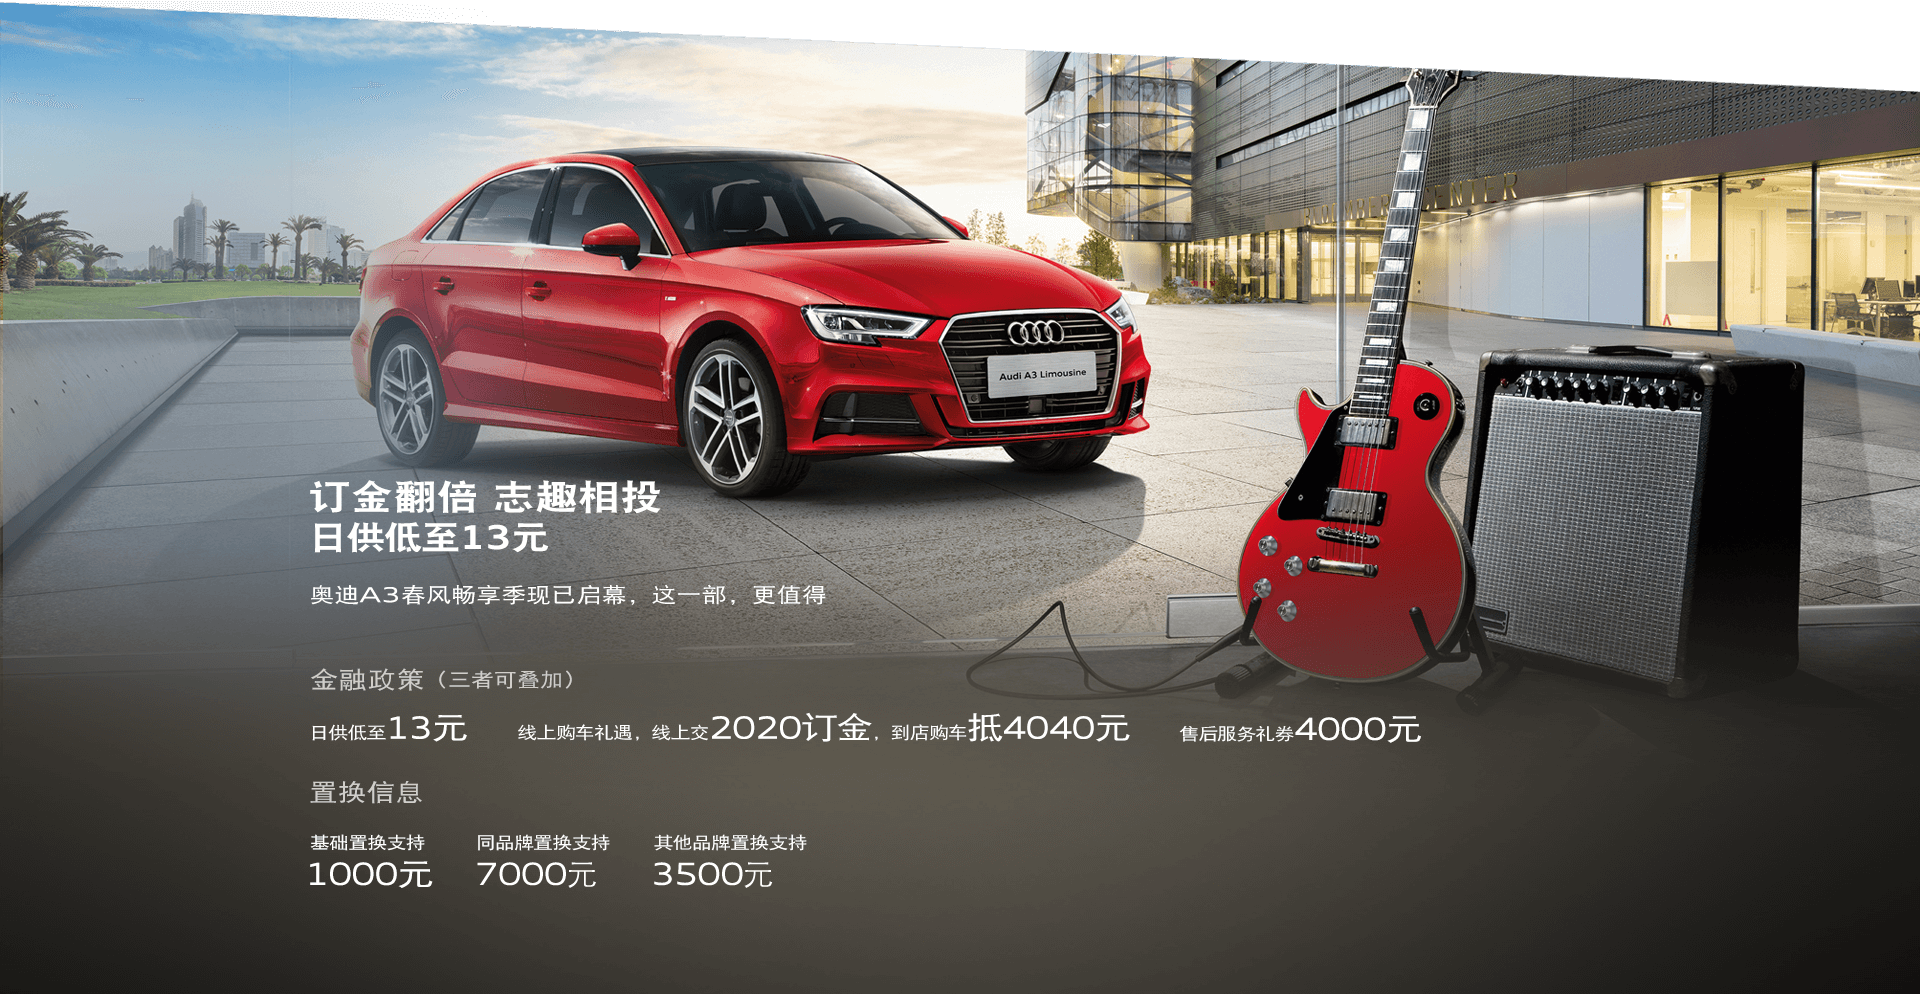 CENTER
Audi A3 Limousine
订金翻倍 志趣相投
日供低至13元
奥迪A3春风畅享季现已启幕，这一部，更值得
金融政策（三者可叠加）
日供低至13元 线上购车礼遇，线上交2020订金，到店购车抵4040元 售后服务礼券4000元
置换信息
基础置换支持 同品牌置换支持 其他品牌置换支持
1000元 7000元 3500元